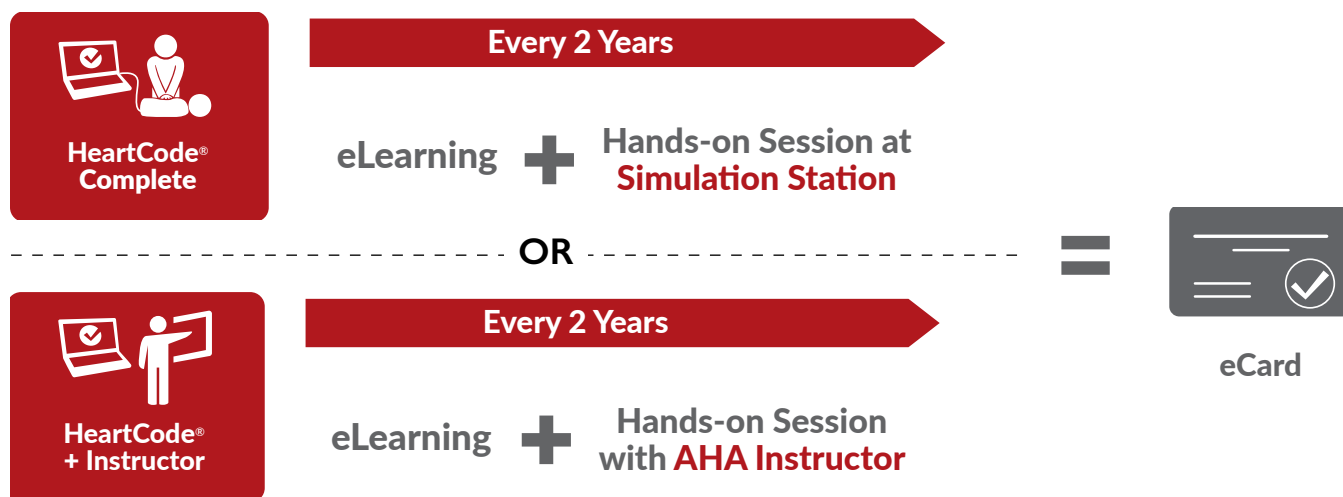 HeartCode®
Complete
Every 2 Years
eLearning
+
Hands-on Session at
Simulation Station
OR
=
eCard
HeartCode®
+ Instructor
Every 2 Years
eLearning
+
Hands-on Session
with AHA Instructor